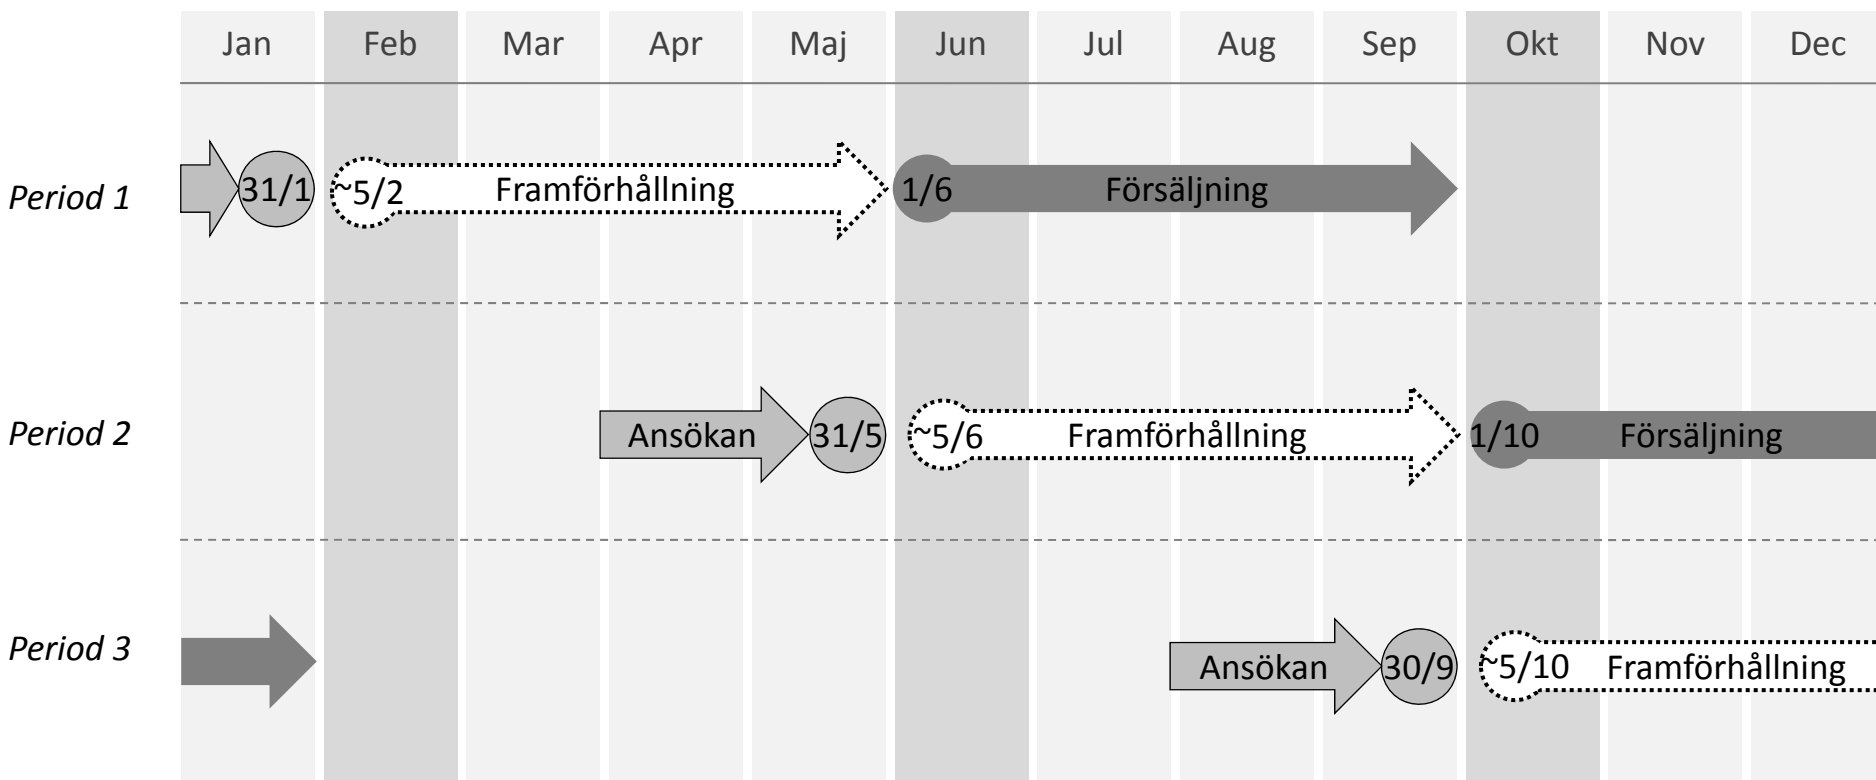 Jan Feb Mar Apr Maj Jun Jul Aug Sep Okt Nov Dec
Period 1 31/1 ~5/2 Framförhållning 1/6 Försäljning
Period 2 Ansökan 31/5 ~5/6 Framförhållning 1/10 Försäljning
Period 3 Ansökan 30/9 ~5/10 Framförhållning